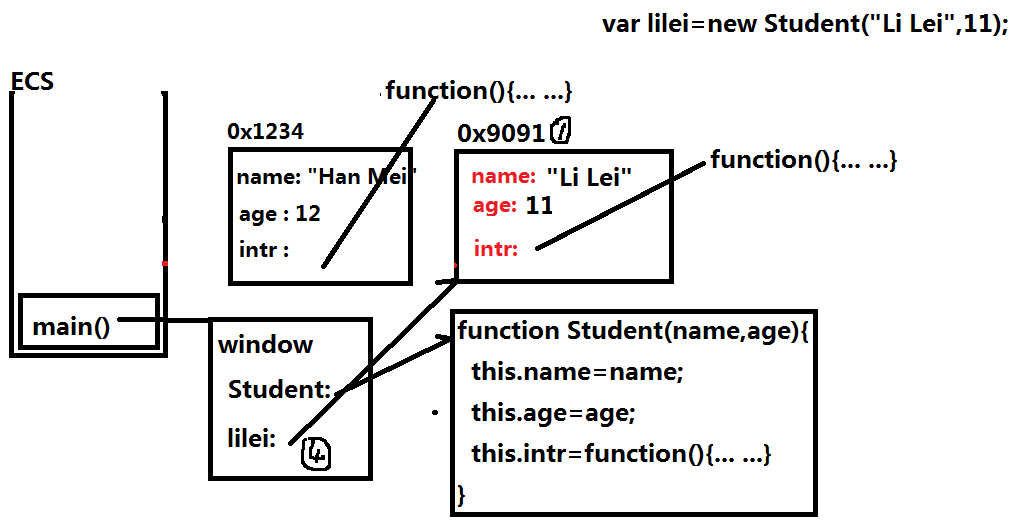 var lilei=new Student("Li Lei",11);
ECS
function(){... ...}
0x1234
0x9091 1
function(){... ...}
name: "Han Mei"
age : 12
intr :
name: "Li Lei"
age: 11
intr:
main()
window
Student:
lilei:
4
function Student(name,age){
this.name=name;
this.age=age;
this.intr=function(){... ...}
}